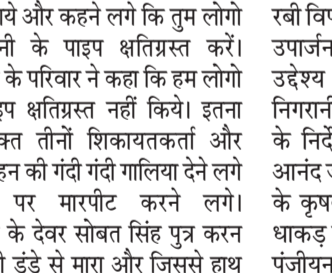 ये और कहने लगे कि तुम लोगो
नी के पाइप क्षतिग्रस्त करें।
के परिवार ने कहा कि हम लोगो
इप क्षतिग्रस्त नहीं किये। इतना
क्त तीनों शिकायतकर्ता और
हन की गंदी गंदी गालिया देने लगे
पर मारपीट करने लगे।
के देवर सोबत सिंह पुत्र करन
डंडे से मारा और जिससे हाथ
रबी विप
उपार्जन
उद्देश्य
निगरानी
के निर्दे
आनंद
के कृष
धाकड़
पंजीयन